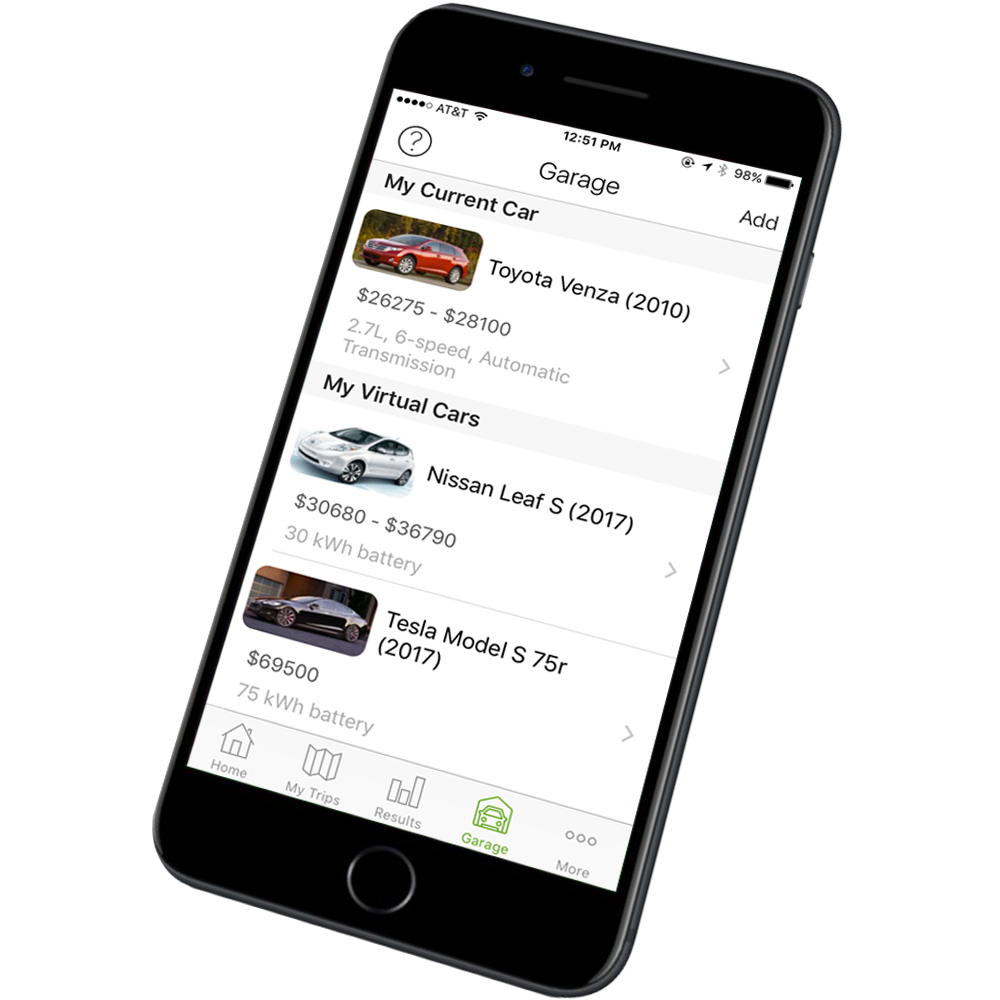 AT&T
12:51 PM
98%
?
Garage
Add
My Current Car
Toyota Venza (2010)
$26275 - $28100
2.7L, 6-speed, Automatic
Transmission
My Virtual Cars
Nissan Leaf S (2017)
$30680 - $36790
30 kWh battery
Tesla Model S 75r
(2017)
$69500
75 kWh battery
Home
My Trips
Results
Garage
More